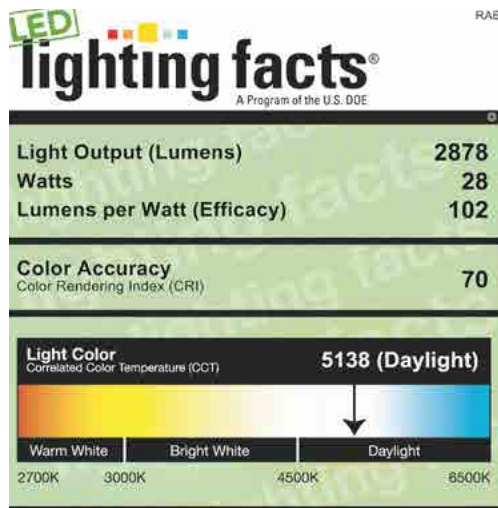 RAB
LED
lighting facts®
A Program of the U.S. DOE
Light Output (Lumens) 2878
Watts 28
Lumens per Watt (Efficacy) 102
Color Accuracy 70
Color Rendering Index (CRI)
Light Color 5138 (Daylight)
Correlated Color Temperature (CCT)
Warm White Bright White Daylight
2700K 3000K 4500K 6500K